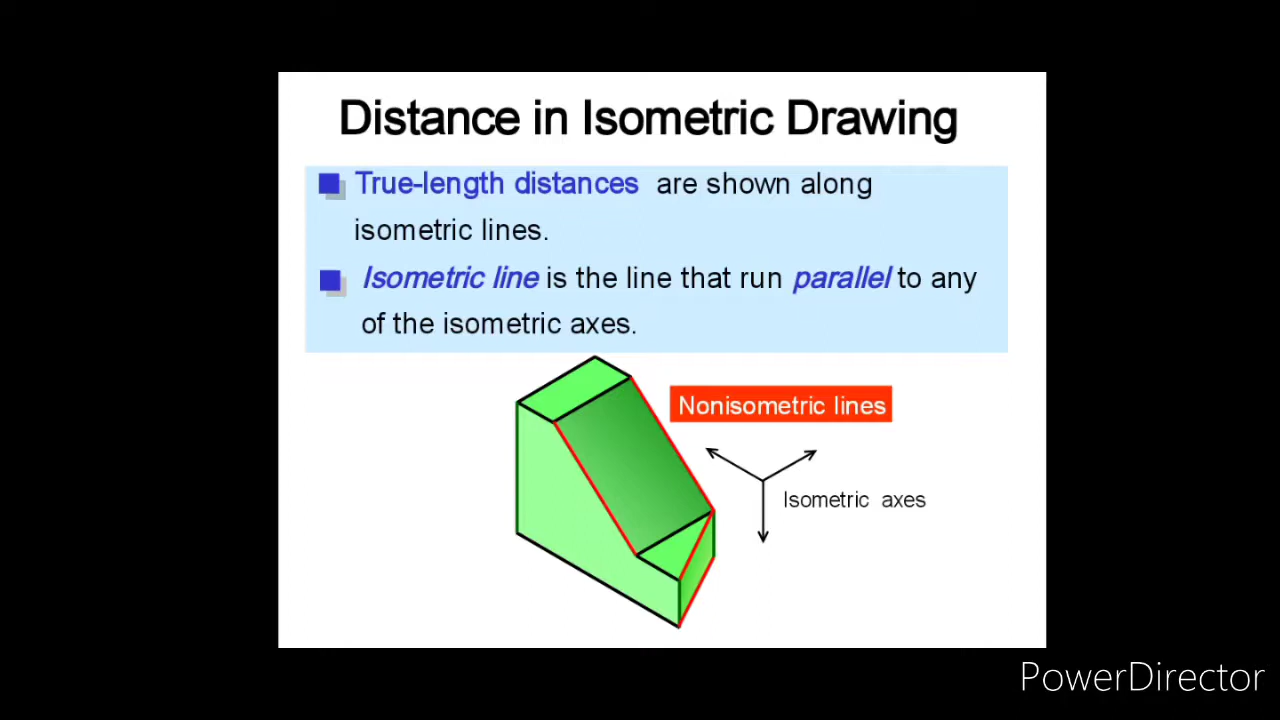 Distance in Isometric Drawing
True-length distances are shown along
isometric lines.
Isometric line is the line that run parallel to any
of the isometric axes.
Nonisometric lines
Isometric axes
PowerDirector